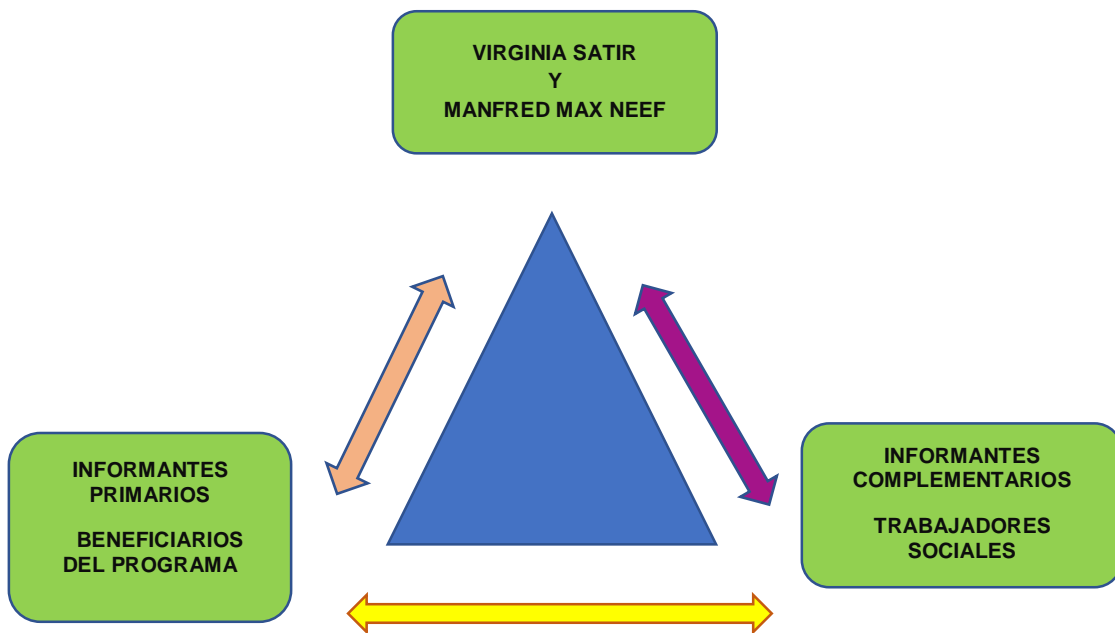 VIRGINIA SATIR
Y
MANFRED MAX NEEF
INFORMANTES
PRIMARIOS
BENEFICIARIOS
DEL PROGRAMA
INFORMANTES
COMPLEMENTARIOS
TRABAJADORES
SOCIALES